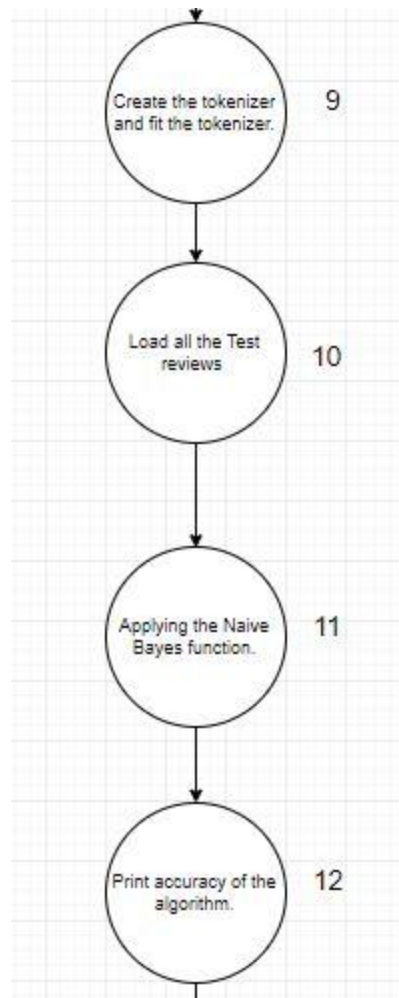 Create the tokenizer
and fit the tokenizer.
9
Load all the Test
reviews
10
Applying the Naive
Bayes function.
11
Print accuracy of the
algorithm.
12